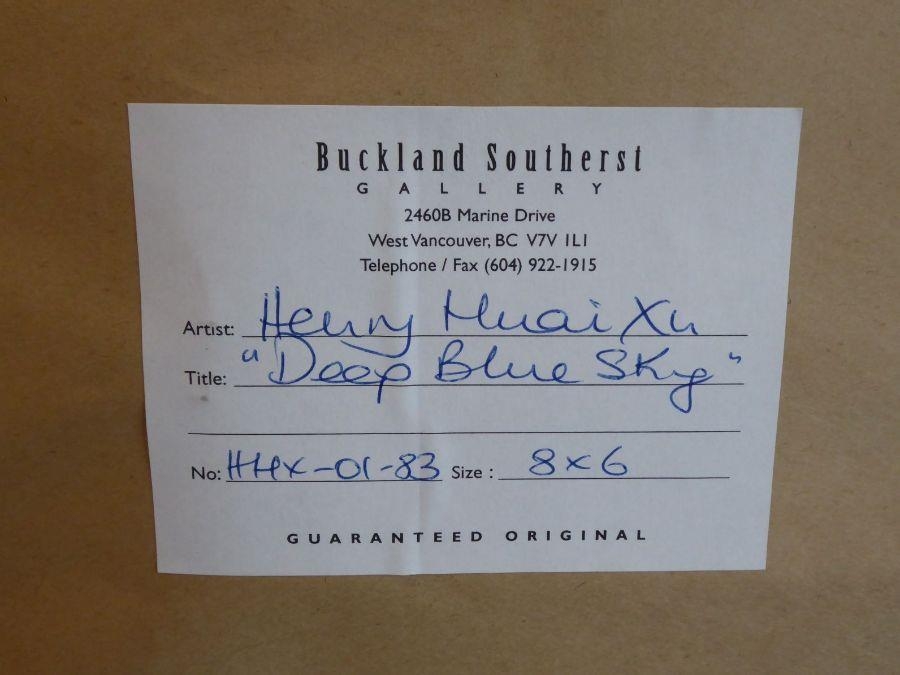 Buckland Southerst
GALLERY
2460B Marine Drive
West Vancouver, BC V7V 1L1
Telephone / Fax (604) 922-1915
Artist: Henry Huai Xu
Title: "Deep Blue Sky"
No: HHX-01-83 Size : 8x6
GUARANTEED ORIGINAL